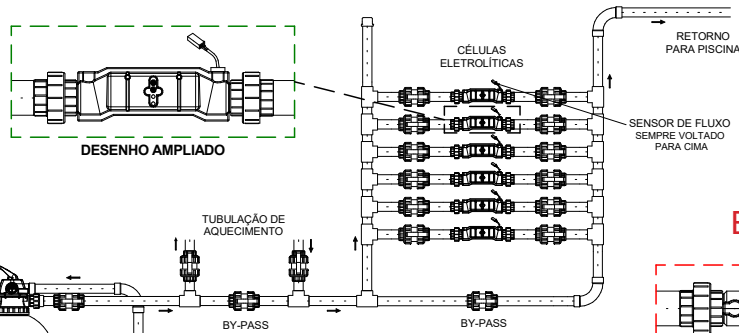 RETORNO
PARA PISCINA
CÉLULAS
ELETROLÍTICAS
SENSOR DE FLUXO
SEMPRE VOLTADO
PARA CIMA
DESENHO AMPLIADO
TUBULAÇÃO DE
AQUECIMENTO
E
BY-PASS
BY-PASS